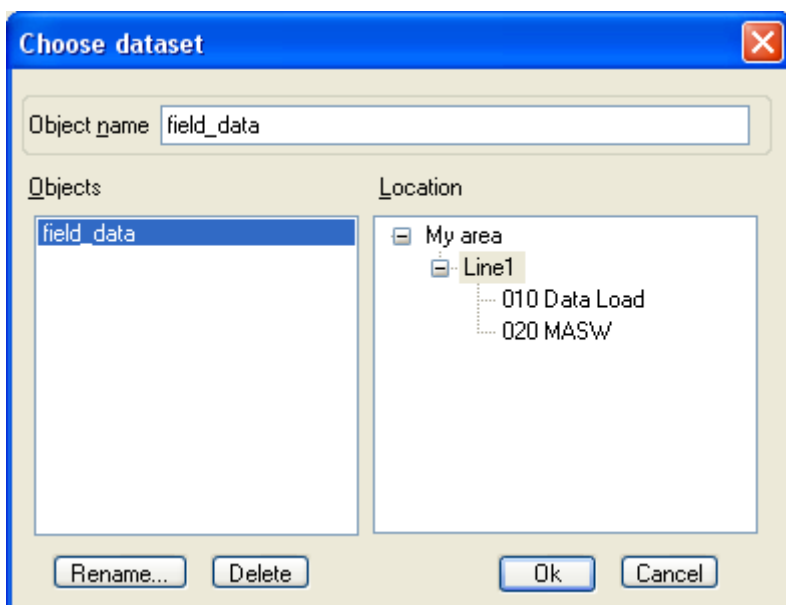 Choose dataset
Object name field_data
Objects
Location
field_data
My area
Line1
010 Data Load
020 MASW
Rename... Delete Ok Cancel